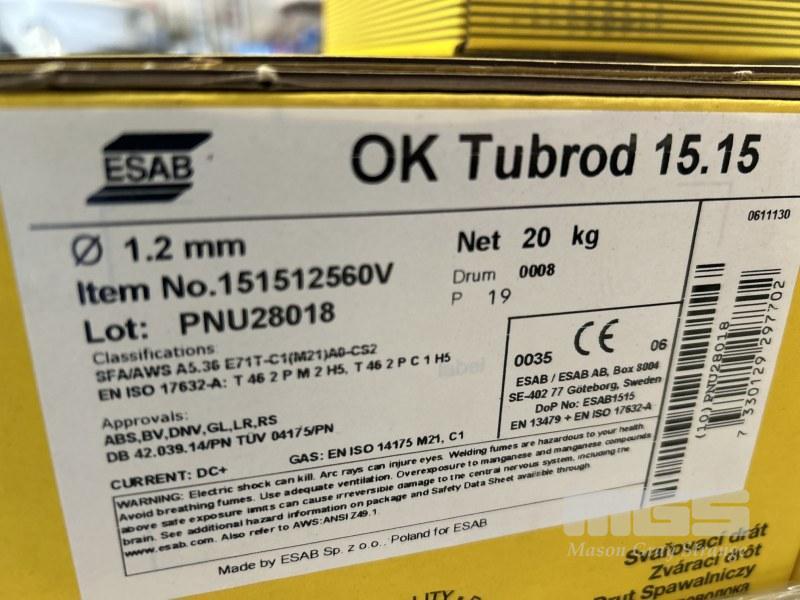 ESAB
OK Tubrod 15.15
Ø 1.2 mm
Item No.151512560V
Lot: PNU28018
Net 20 kg
Drum 0008
P 19
0611130
Classifications:
SFA/AWS A5.36 E71T-C1(M21)A0-CS2
EN ISO 17632-A: T 46 2 P M 2 H5, T 46 2 P C 1 H5
label
Approvals:
ABS,BV,DNV,GL,LR,RS
DB 42.039.14/PN TÜV 04175/PN
CURRENT: DC+
GAS: EN ISO 14175 M21, C1
CE
0035
06
ESAB / ESAB AB, Box 8004
SE-402 77 Göteborg, Sweden
DoP No: ESAB1515
EN 13479 + EN ISO 17632-A
(10)PNU28018
7 330129 297702
WARNING: Electric shock can kill. Arc rays can injure eyes. Welding fumes are hazardous to your health.
Avoid breathing fumes. Use adequate ventilation. Overexposure to manganese and manganese compounds
above safe exposure limits can cause irreversible damage to the central nervous system, including the
brain. See additional hazard information on package and Safety Data Sheet available through
www.esab.com. Also refer to AWS:ANSI Z49.1.
Made by ESAB Sp. z o.o., Poland for ESAB
MGS
Mason Gray Strange
Svařovací drát
Zvárací drôt
Drut Spawalniczy